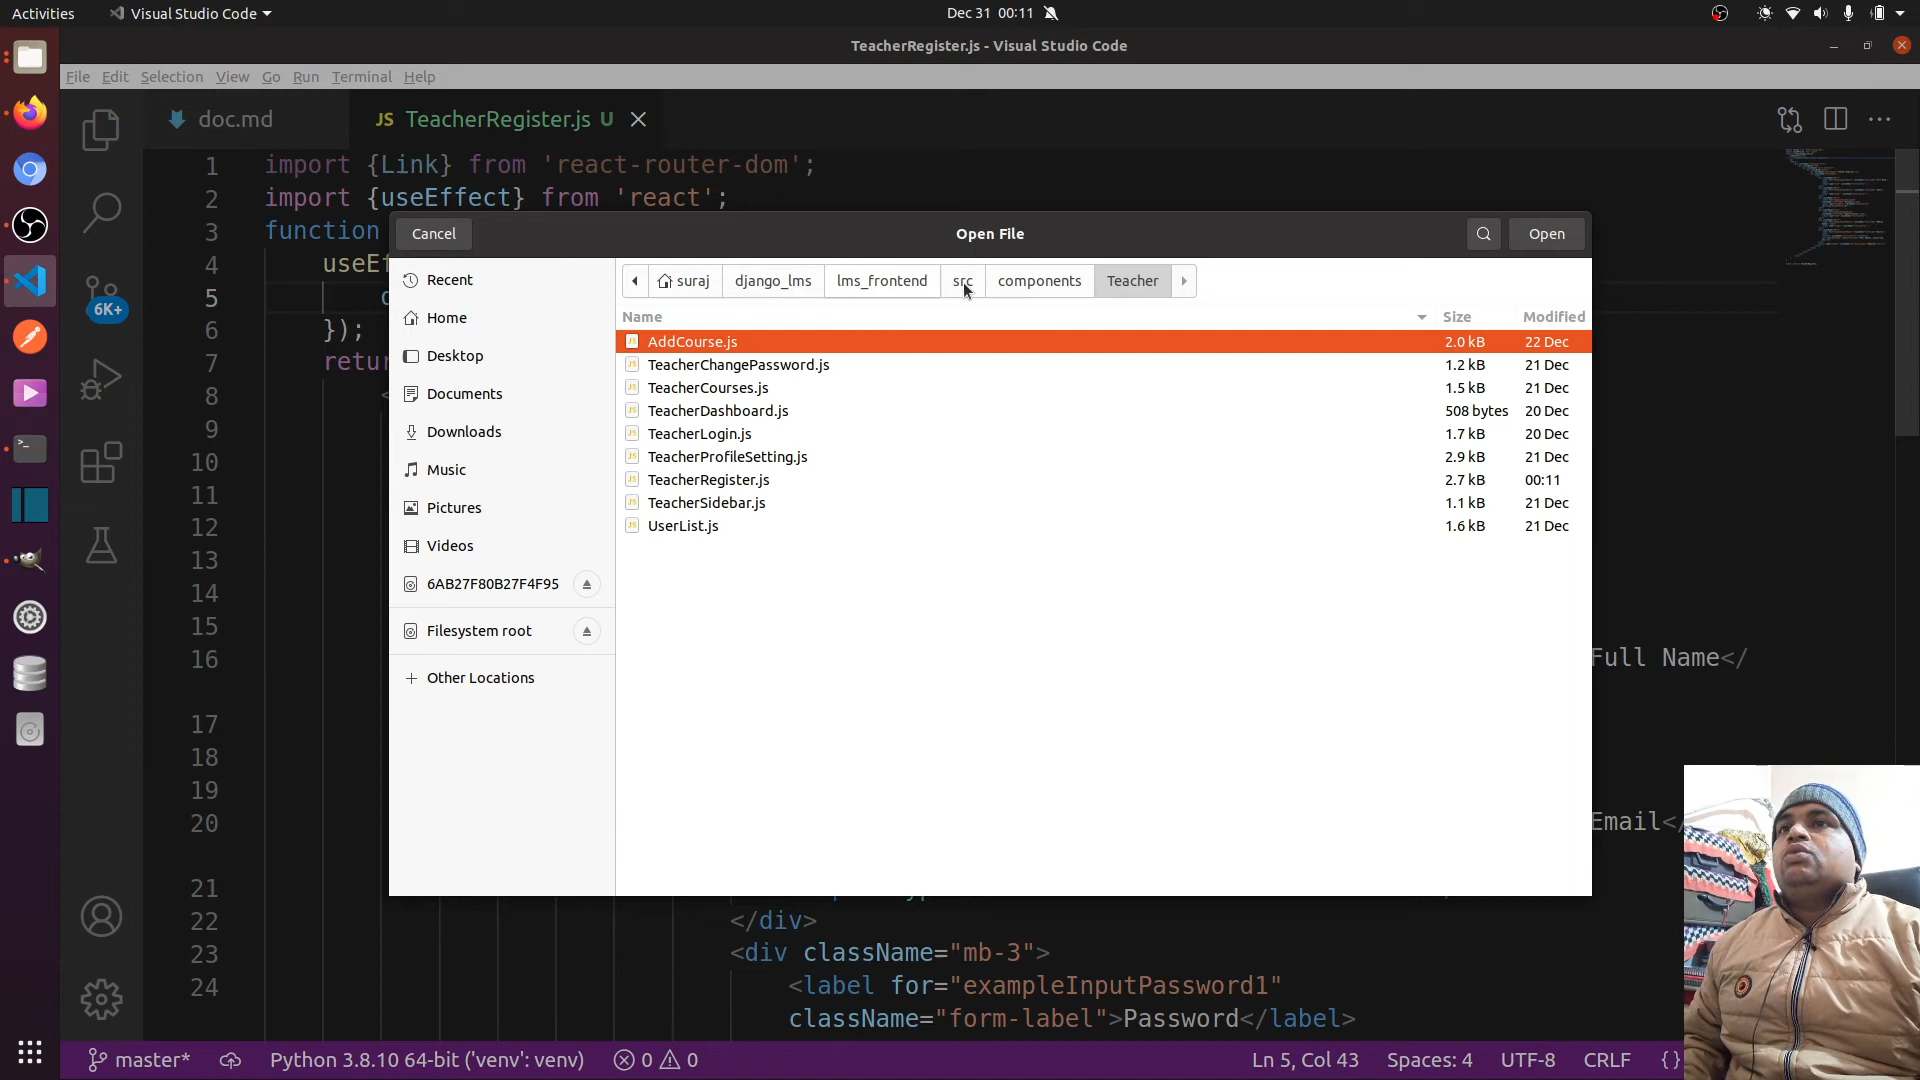 Activities
Visual Studio Code
Dec 31 00:11
TeacherRegister.js - Visual Studio Code
File Edit Selection View Go Run Terminal Help
doc.md
JS TeacherRegister.js U
1 import {Link} from 'react-router-dom';
2 import {useEffect} from 'react';
3 function
4
5
6 });
7
8
9
10
11
12
13
14
15
16 Full Name</
17
18
19
20 Email</
21
22 </div>
23 <div className="mb-3">
24 <label for="exampleInputPassword1"
className="form-label">Password</label>
6K+
Cancel
Open File
Open
Recent
Home
Desktop
Documents
Downloads
Music
Pictures
Videos
6AB27F80B27F4F95
Filesystem root
Other Locations
suraj django_lms lms_frontend src components Teacher
Name Size Modified
AddCourse.js 2.0 kB 22 Dec
TeacherChangePassword.js 1.2 kB 21 Dec
TeacherCourses.js 1.5 kB 21 Dec
TeacherDashboard.js 508 bytes 20 Dec
TeacherLogin.js 1.7 kB 20 Dec
TeacherProfileSetting.js 2.9 kB 21 Dec
TeacherRegister.js 2.7 kB 00:11
TeacherSidebar.js 1.1 kB 21 Dec
UserList.js 1.6 kB 21 Dec
master* Python 3.8.10 64-bit ('venv': venv) 0 0 Ln 5, Col 43 Spaces: 4 UTF-8 CRLF {}